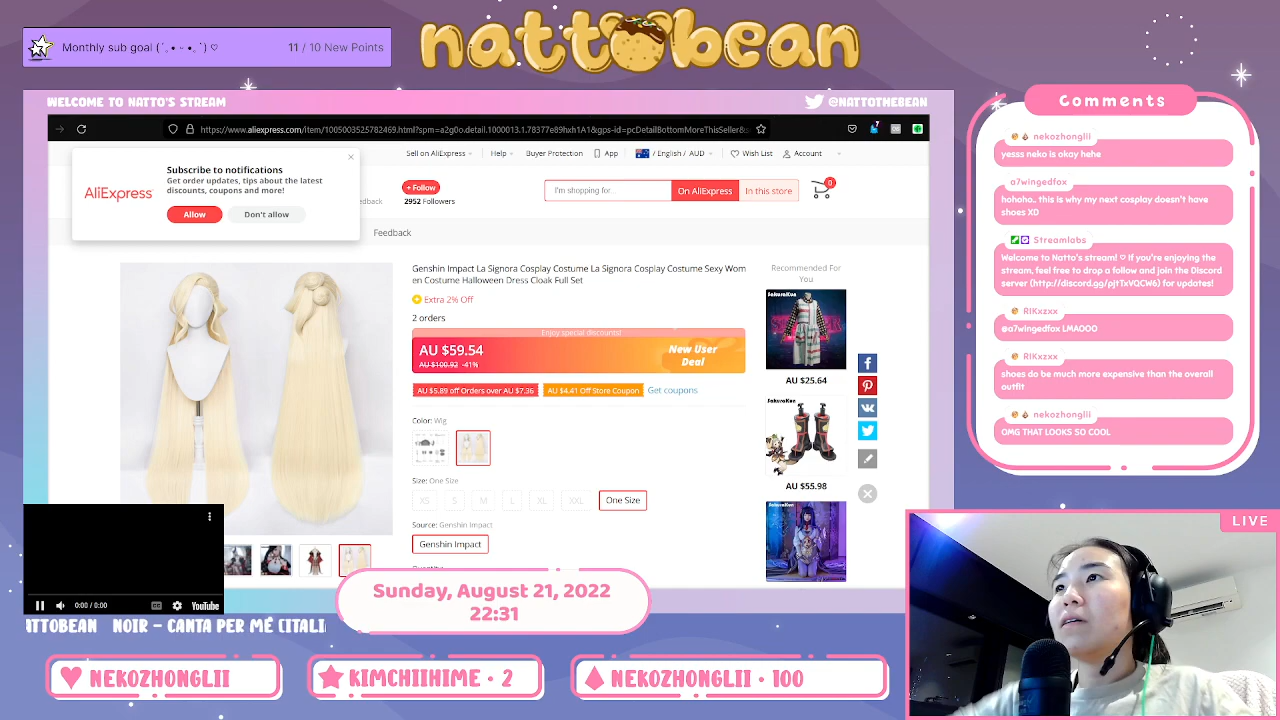 Monthly sub goal (´｡• ᵕ •｡`) ♡ 11 / 10 New Points
nattobean
WELCOME TO NATTO'S STREAM
@NATTOTHEBEAN
https://www.aliexpress.com/item/1005003525782469.html?spm=a2g0o.detail.1000013.1.78377e89hxh1A1&gps-id=pcDetailBottomMoreThisSeller&
Sell on AliExpress Help Buyer Protection App / English / AUD Wish List Account
Subscribe to notifications
Get order updates, tips about the latest
discounts, coupons and more!
AliExpress
Allow Don't allow
+ Follow
2952 Followers
I'm shopping for... On AliExpress In this store 0
Feedback
Genshin Impact La Signora Cosplay Costume La Signora Cosplay Costume Sexy Wom
en Costume Halloween Dress Cloak Full Set
Extra 2% Off
2 orders
Enjoy special discounts!
AU $59.54
AU $100.92 -41%
New User
Deal
AU $5.89 off Orders over AU $7.36 AU $4.41 Off Store Coupon Get coupons
Color: Wig
Size: One Size
XS S M L XL XXL One Size
Source: Genshin Impact
Genshin Impact
Recommended For
You
AU $25.64
AU $55.98
0:00 / 0:00 YouTube
ATTOBEAN NOIR – CANTA PER ME (ITALI
Sunday, August 21, 2022
22:31
NEKOZHONGLII
KIMCHIIHIME • 2
NEKOZHONGLII • 100
Comments
nekozhonglii
yesss neko is okay hehe
a7wingedfox
hohoho.. this is why my next cosplay doesn't have
shoes XD
Streamlabs
Welcome to Natto's stream! ♡ If you're enjoying the
stream, feel free to drop a follow and join the Discord
server (http://discord.gg/pjtTxVQCW6) for updates!
RIKxzxx
@a7wingedfox LMAOOO
RIKxzxx
shoes do be much more expensive than the overall
outfit
nekozhonglii
OMG THAT LOOKS SO COOL
LIVE